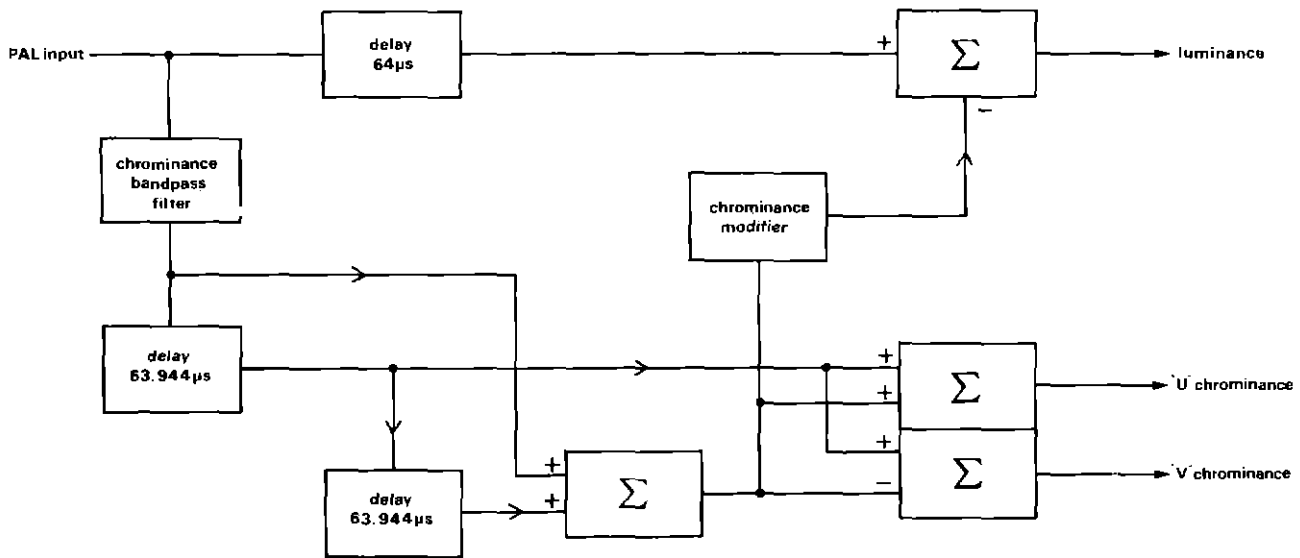 PAL input
delay
64µs
+
Σ
luminance
−
chrominance
bandpass
filter
chrominance
modifier
delay
63.944µs
+
+
Σ
'U' chrominance
+
−
Σ
'V' chrominance
delay
63.944µs
+
+
Σ